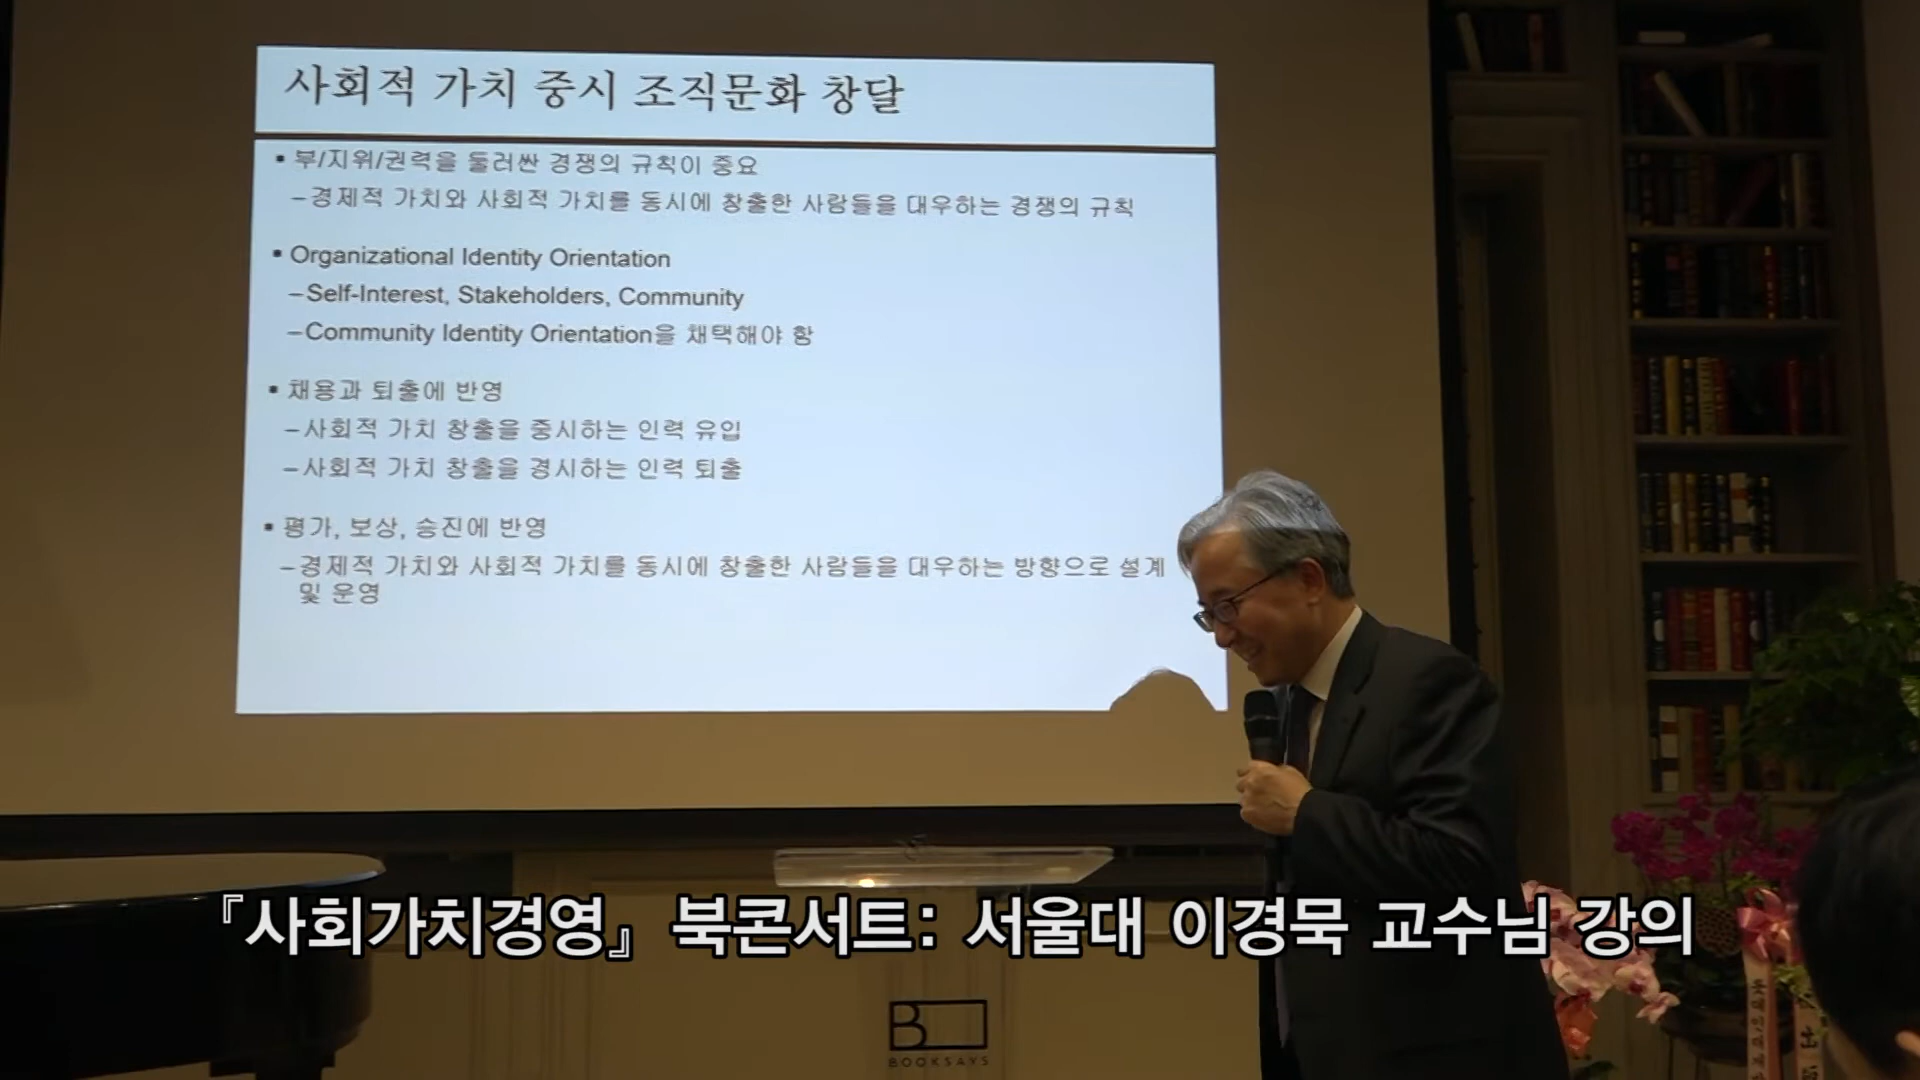 사회적 가치 중시 조직문화 창달
▪ 부/지위/권력을 둘러싼 경쟁의 규칙이 중요
–경제적 가치와 사회적 가치를 동시에 창출한 사람들을 대우하는 경쟁의 규칙
▪ Organizational Identity Orientation
–Self-Interest, Stakeholders, Community
–Community Identity Orientation을 채택해야 함
▪ 채용과 퇴출에 반영
–사회적 가치 창출을 중시하는 인력 유입
–사회적 가치 창출을 경시하는 인력 퇴출
▪ 평가, 보상, 승진에 반영
–경제적 가치와 사회적 가치를 동시에 창출한 사람들을 대우하는 방향으로 설계
및 운영
『사회가치경영』 북콘서트: 서울대 이경묵 교수님 강의
B
BOOKSAYS